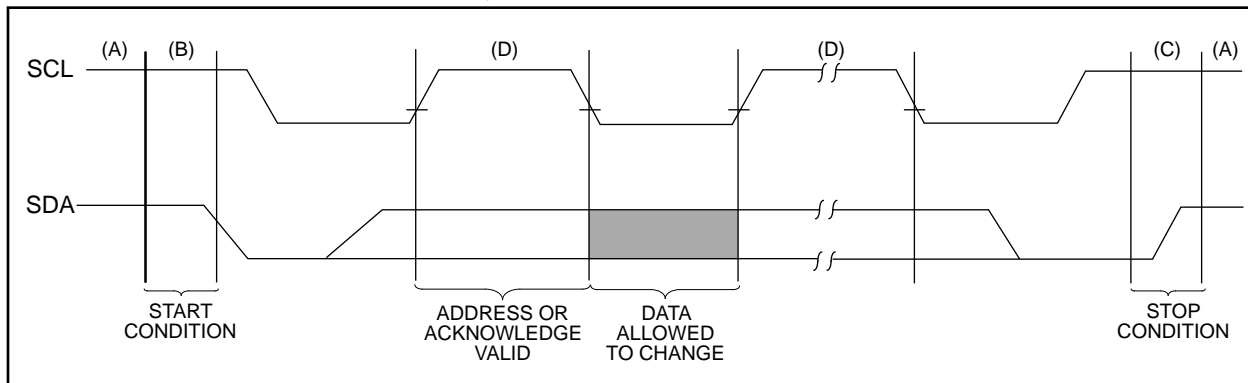 (A) (B) (D) (D) (C) (A)
SCL
SDA
START
CONDITION
ADDRESS OR
ACKNOWLEDGE
VALID
DATA
ALLOWED
TO CHANGE
STOP
CONDITION